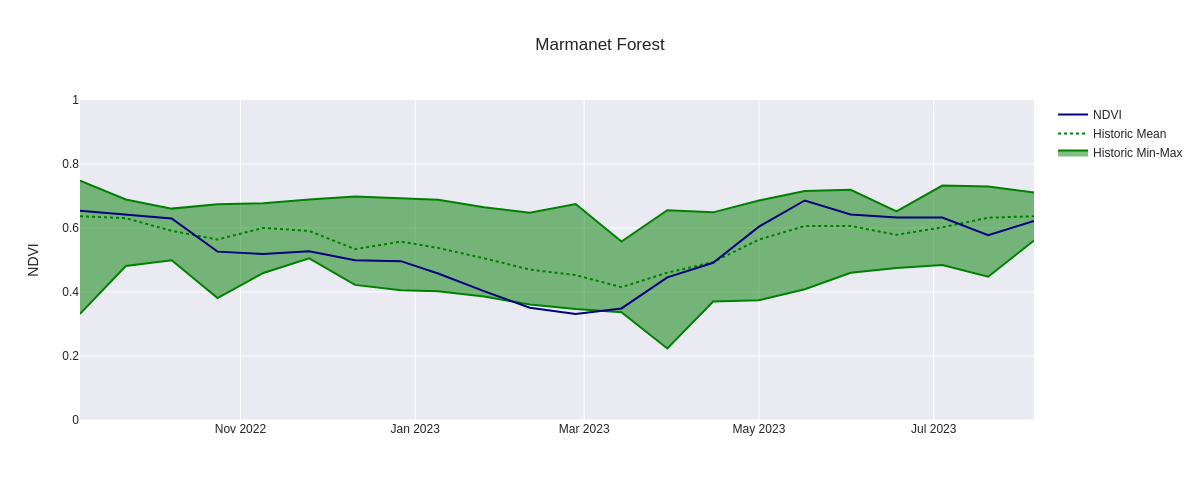 Marmanet Forest
1
0.8
0.6
0.4
0.2
0
NDVI
Nov 2022
Jan 2023
Mar 2023
May 2023
Jul 2023
NDVI
Historic Mean
Historic Min-Max